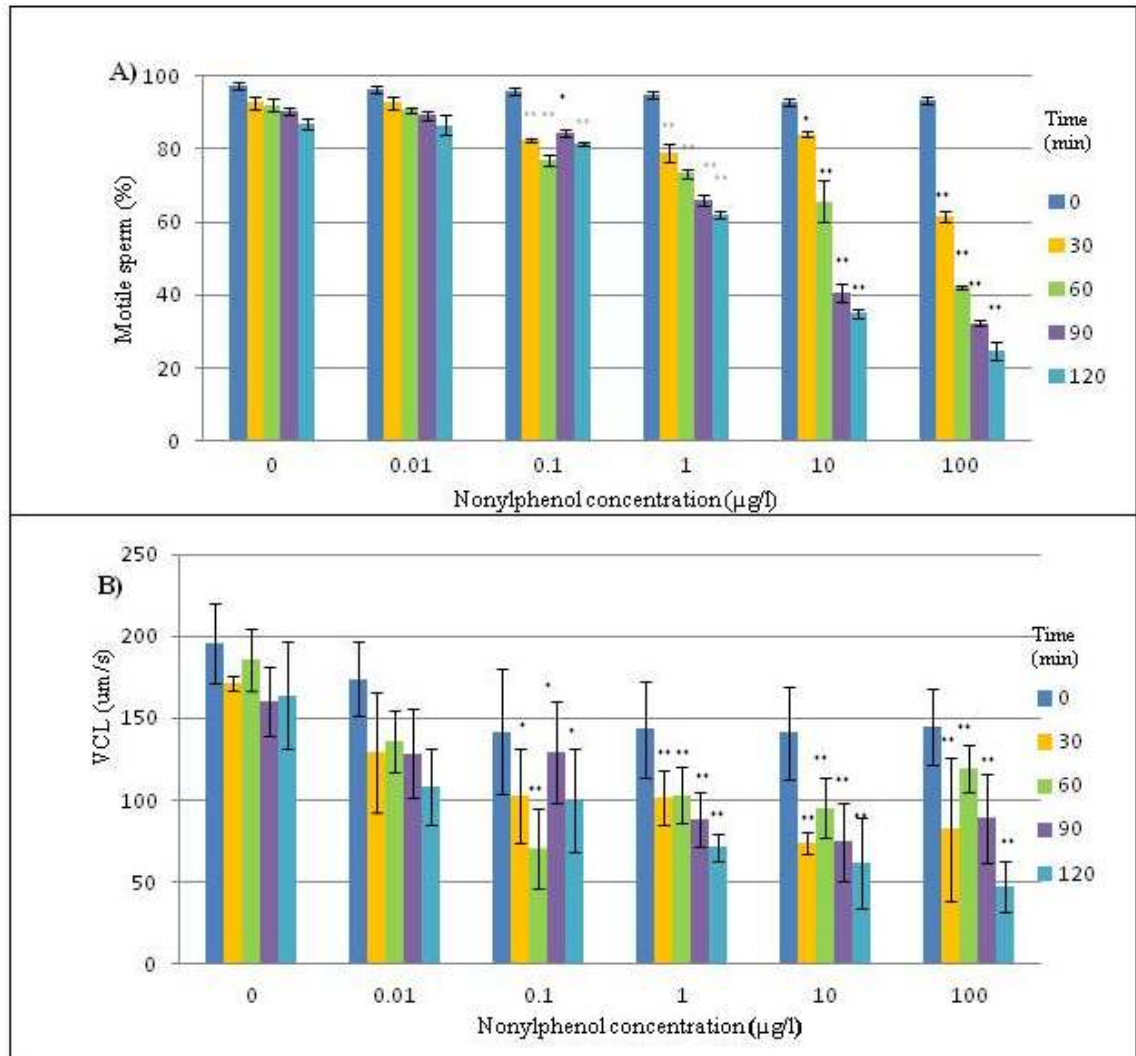 A)
100
80
60
40
20
0
Motile sperm (%)
** ** * **
** ** ** **
* ** ** **
** ** ** **
0 0.01 0.1 1 10 100
Nonylphenol concentration (µg/l)
Time
(min)
0
30
60
90
120
B)
250
200
150
100
50
0
VCL (um/s)
* ** * *
** ** ** **
** ** ** **
** ** ** **
0 0.01 0.1 1 10 100
Nonylphenol concentration (µg/l)
Time
(min)
0
30
60
90
120